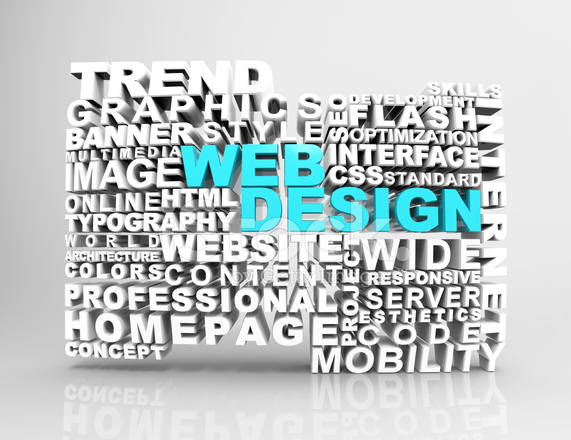 TREND
SKILLS
GRAPHICS
SEO
DEVELOPMENT
FLASH
BANNER STYLE
OPTIMIZATION
MULTIMEDIA
IMAGE
WEB
INTERFACE
CSS STANDARD
INTERNET
ONLINE HTML
DESIGN
TYPOGRAPHY
WORLD
WEBSITE
PROJECT
WIDE
ARCHITECTURE
COLORS CONTENT
RESPONSIVE
PROFESSIONAL
SERVER
AESTHETICS
HOMEPAGE
CODE
CONCEPT
MOBILITY